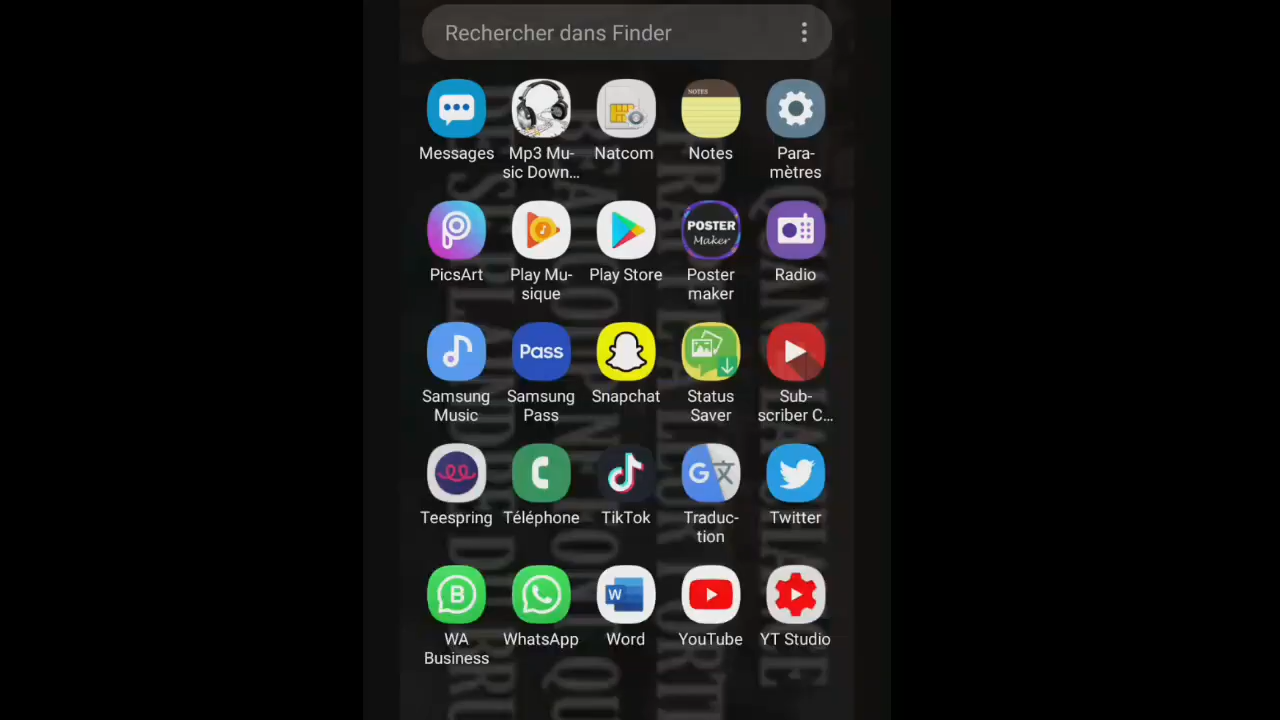 Rechercher dans Finder
NOTES
Messages
Mp3 Mu-
sic Down...
Natcom
Notes
Para-
mètres
POSTER
Maker
PicsArt
Play Mu-
sique
Play Store
Poster
maker
Radio
Pass
Samsung
Music
Samsung
Pass
Snapchat
Status
Saver
Sub-
scriber C...
G
Teespring
Téléphone
TikTok
Traduc-
tion
Twitter
B
W
WA
Business
WhatsApp
Word
YouTube
YT Studio